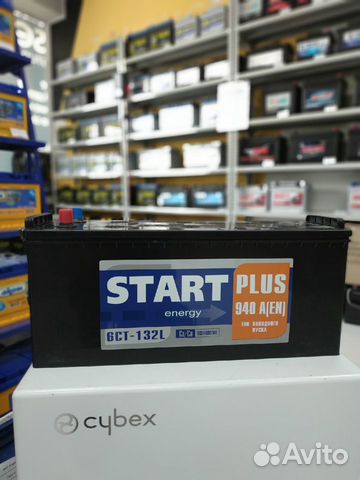 START
energy
6СТ-132L
PLUS
940 A(EN)
ТОК ХОЛОДНОГО
ПУСКА
cybex
Avito